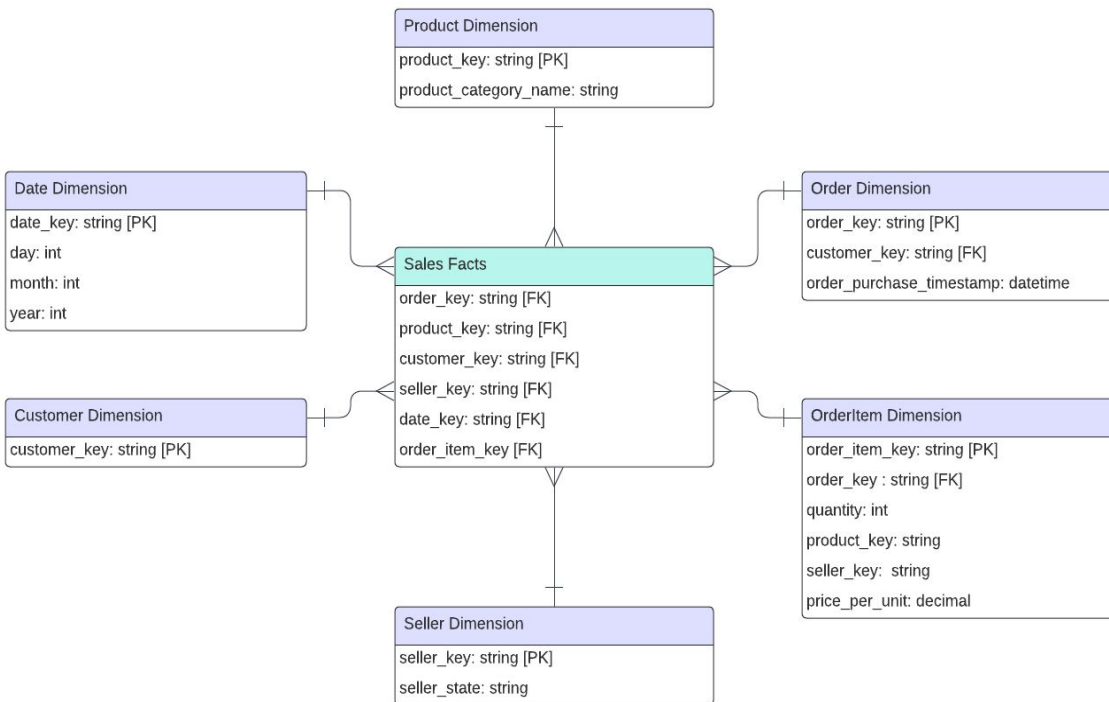 Product Dimension
product_key: string [PK]
product_category_name: string
Date Dimension
date_key: string [PK]
day: int
month: int
year: int
Order Dimension
order_key: string [PK]
customer_key: string [FK]
order_purchase_timestamp: datetime
Sales Facts
order_key: string [FK]
product_key: string [FK]
customer_key: string [FK]
seller_key: string [FK]
date_key: string [FK]
order_item_key [FK]
Customer Dimension
customer_key: string [PK]
OrderItem Dimension
order_item_key: string [PK]
order_key : string [FK]
quantity: int
product_key: string
seller_key:  string
price_per_unit: decimal
Seller Dimension
seller_key: string [PK]
seller_state: string